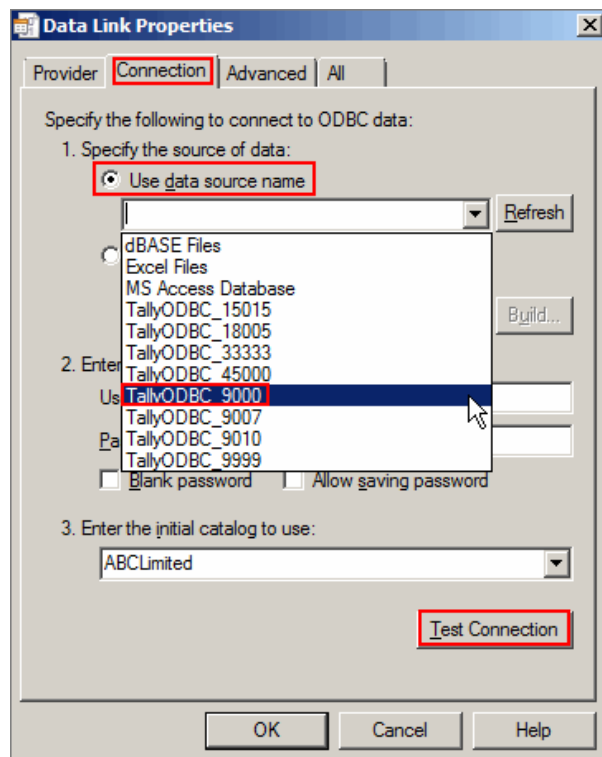 Data Link Properties
Provider Connection Advanced All
Specify the following to connect to ODBC data:
1. Specify the source of data:
Use data source name
Refresh
dBASE Files
Excel Files
MS Access Database
TallyODBC_15015
Build...
TallyODBC_18005
TallyODBC_33333
2. Enter
TallyODBC_45000
Us
TallyODBC_9000
TallyODBC_9007
Pa
TallyODBC_9010
TallyODBC_9999
Blank password Allow saving password
3. Enter the initial catalog to use:
ABCLimited
Test Connection
OK Cancel Help